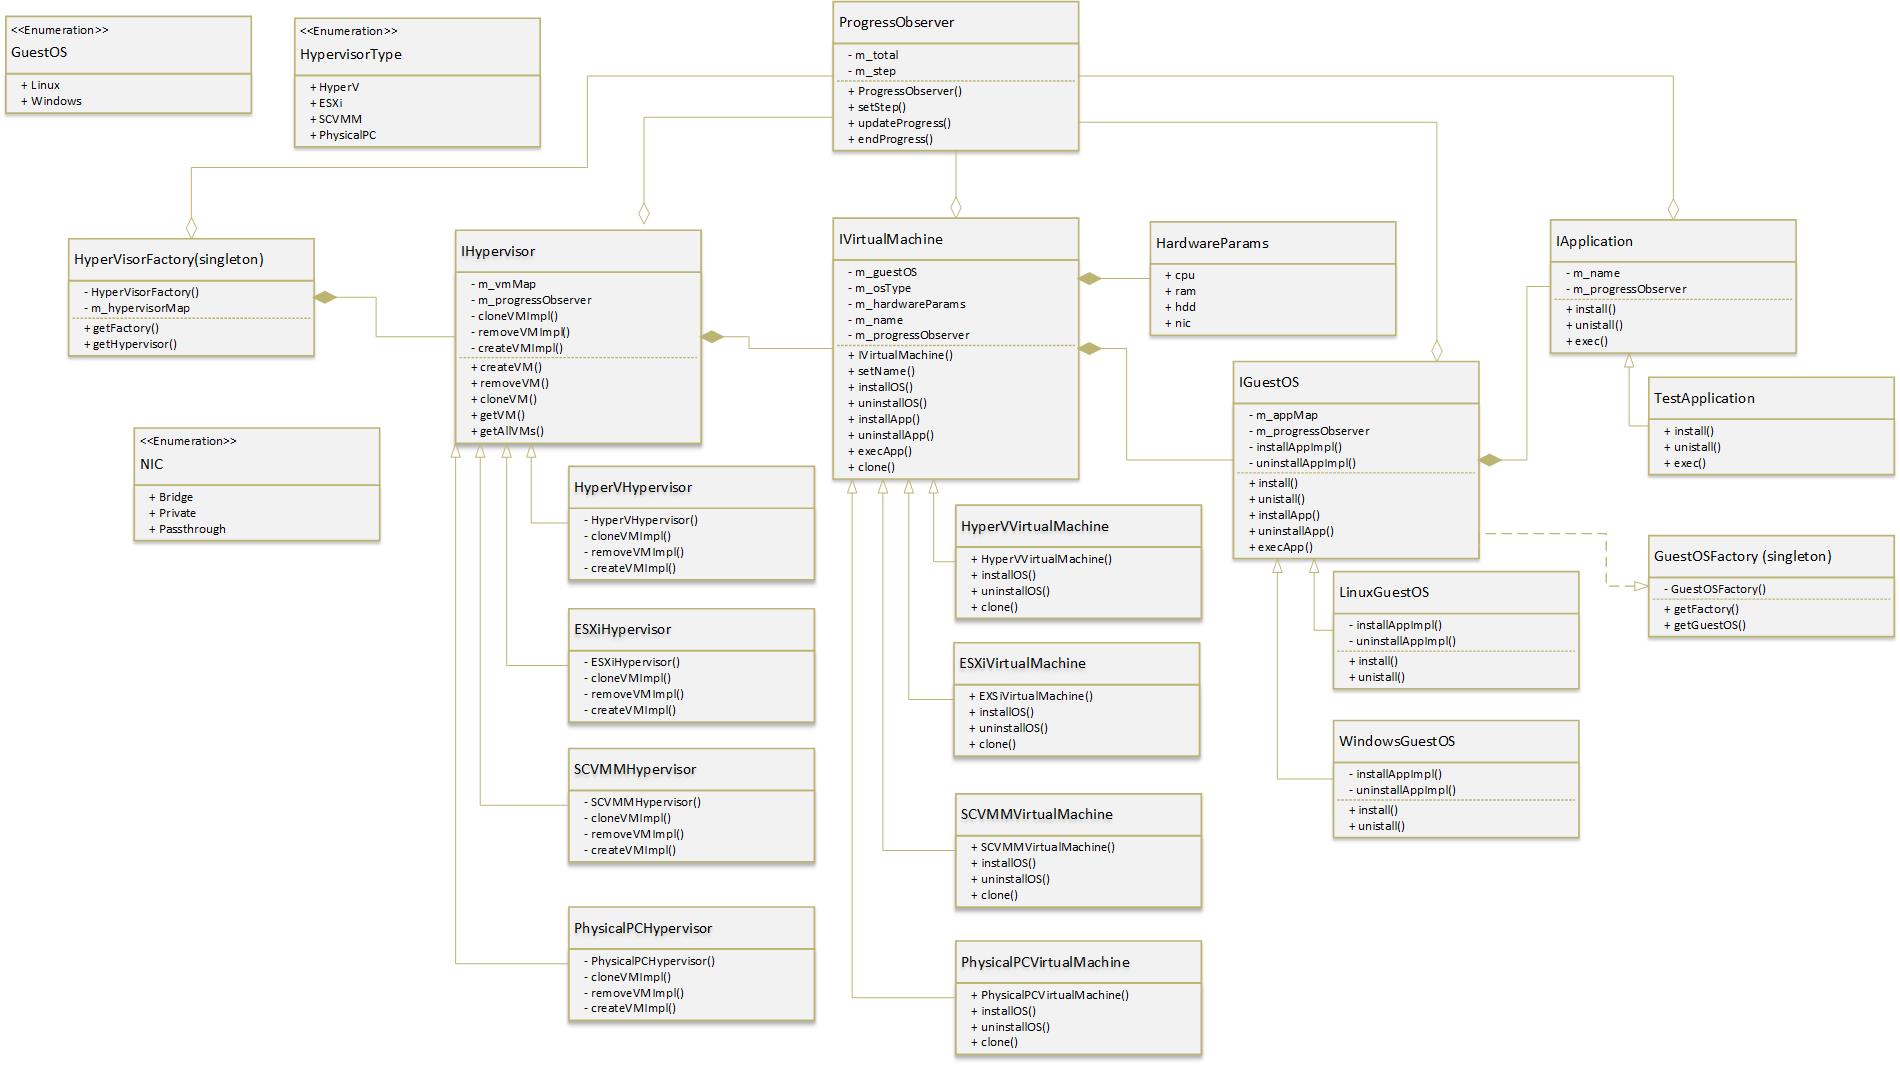 <<Enumeration>>
GuestOS
+ Linux
+ Windows
<<Enumeration>>
HypervisorType
+ HyperV
+ ESXi
+ SCVMM
+ PhysicalPC
ProgressObserver
- m_total
- m_step
+ ProgressObserver()
+ setStep()
+ updateProgress()
+ endProgress()
HyperVisorFactory(singleton)
- HyperVisorFactory()
- m_hypervisorMap
+ getFactory()
+ getHypervisor()
IHypervisor
- m_vmMap
- m_progressObserver
- cloneVMImpl()
- removeVMImpl()
- createVMImpl()
+ createVM()
+ removeVM()
+ cloneVM()
+ getVM()
+ getAllVMs()
IVirtualMachine
- m_guestOS
- m_osType
- m_hardwareParams
- m_name
- m_progressObserver
+ IVirtualMachine()
+ setName()
+ installOS()
+ uninstallOS()
+ installApp()
+ uninstallApp()
+ execApp()
+ clone()
HardwareParams
+ cpu
+ ram
+ hdd
+ nic
IApplication
- m_name
- m_progressObserver
+ install()
+ unistall()
+ exec()
IGuestOS
- m_appMap
- m_progressObserver
- installAppImpl()
- uninstallAppImpl()
+ install()
+ unistall()
+ installApp()
+ uninstallApp()
+ execApp()
TestApplication
+ install()
+ unistall()
+ exec()
<<Enumeration>>
NIC
+ Bridge
+ Private
+ Passthrough
HyperVHypervisor
- HyperVHypervisor()
- cloneVMImpl()
- removeVMImpl()
- createVMImpl()
HyperVVirtualMachine
+ HyperVVirtualMachine()
+ installOS()
+ uninstallOS()
+ clone()
GuestOSFactory (singleton)
- GuestOSFactory()
+ getFactory()
+ getGuestOS()
LinuxGuestOS
- installAppImpl()
- uninstallAppImpl()
+ install()
+ unistall()
ESXiHypervisor
- ESXiHypervisor()
- cloneVMImpl()
- removeVMImpl()
- createVMImpl()
ESXiVirtualMachine
+ EXSiVirtualMachine()
+ installOS()
+ uninstallOS()
+ clone()
WindowsGuestOS
- installAppImpl()
- uninstallAppImpl()
+ install()
+ unistall()
SCVMMHypervisor
- SCVMMHypervisor()
- cloneVMImpl()
- removeVMImpl()
- createVMImpl()
SCVMMVirtualMachine
+ SCVMMVirtualMachine()
+ installOS()
+ uninstallOS()
+ clone()
PhysicalPCHypervisor
- PhysicalPCHypervisor()
- cloneVMImpl()
- removeVMImpl()
- createVMImpl()
PhysicalPCVirtualMachine
+ PhysicalPCVirtualMachine()
+ installOS()
+ uninstallOS()
+ clone()